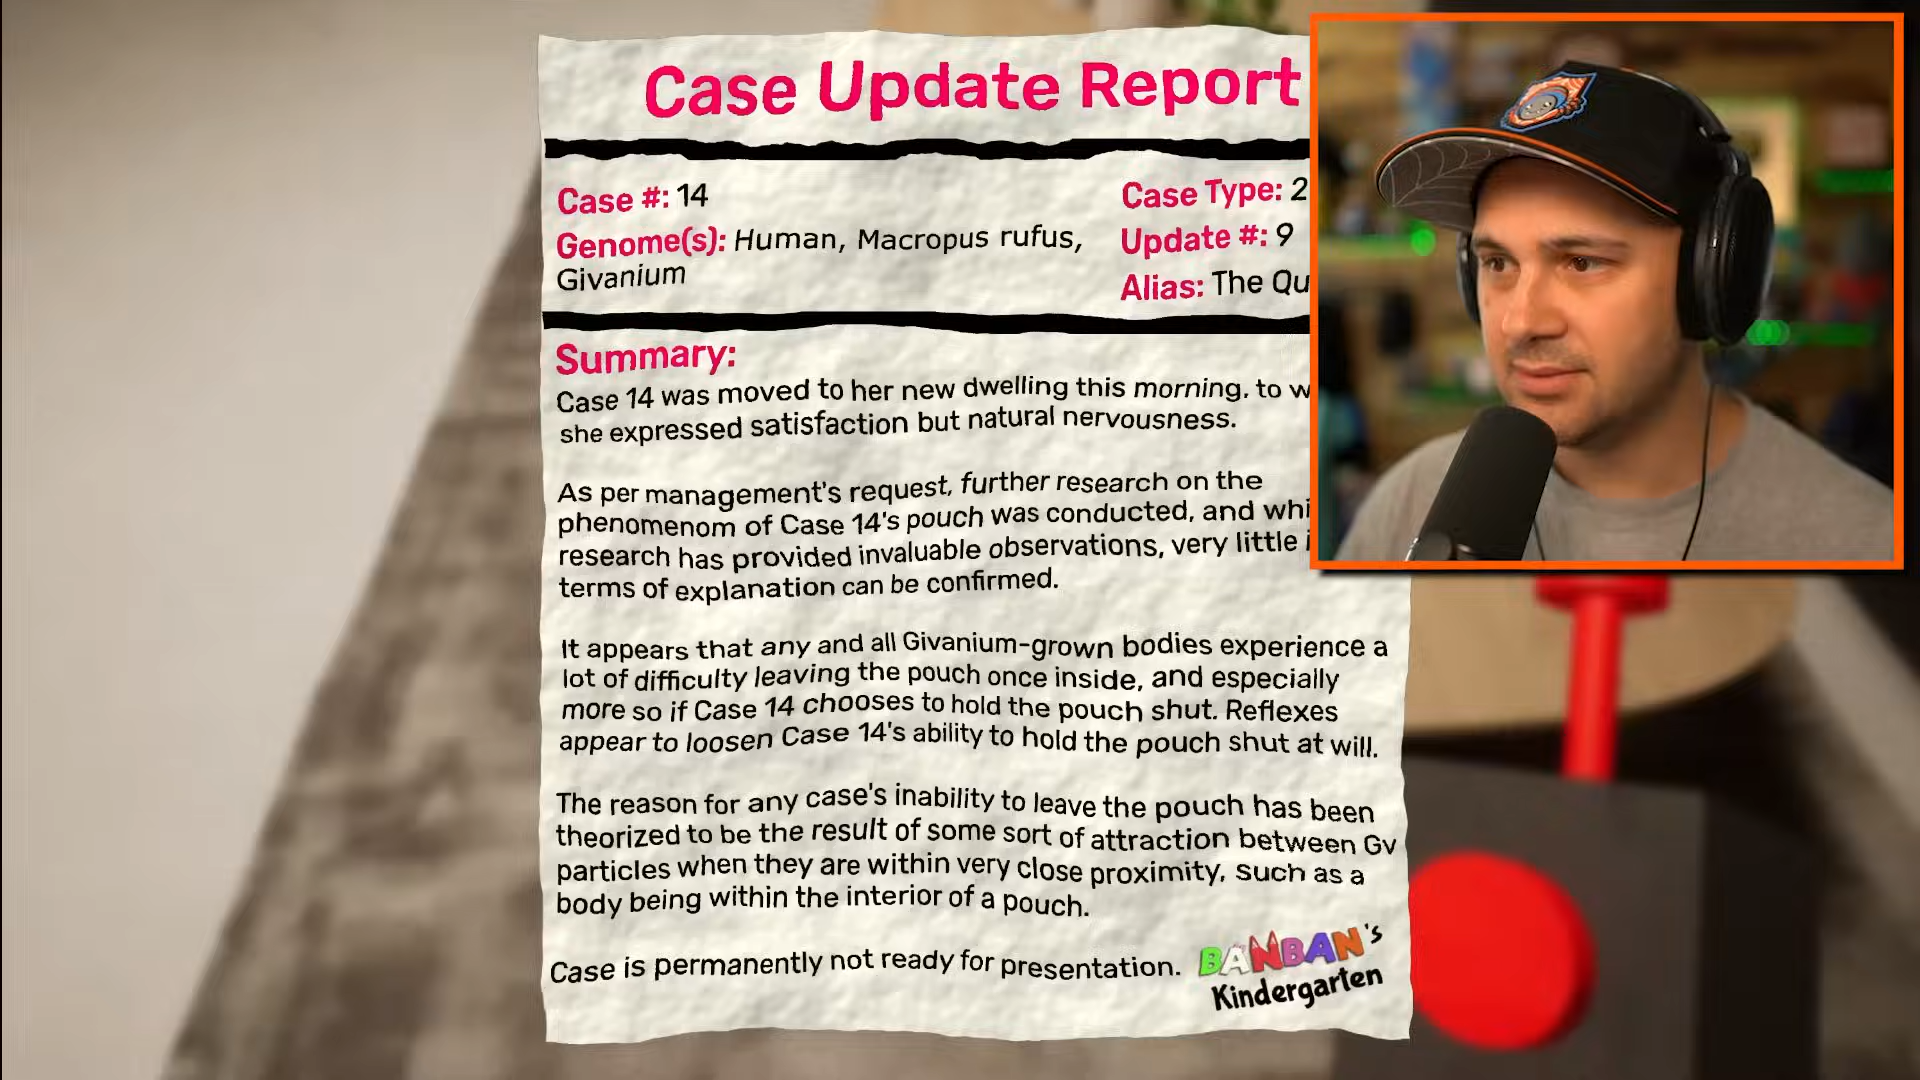 Case Update Report
Case #: 14
Case Type: 2
Genome(s): Human, Macropus rufus,
Givanium
Update #: 9
Alias: The
Summary:
Case 14 was moved to her new dwelling this morning, to
she expressed satisfaction but natural nervousness.
As per management's request, further research on the
phenomenom of Case 14's pouch was conducted, and
research has provided invaluable observations, very little
terms of explanation can be confirmed.
It appears that any and all Givanium-grown bodies experience a
lot of difficulty leaving the pouch once inside, and especially
more so if Case 14 chooses to hold the pouch shut. Reflexes
appear to loosen Case 14's ability to hold the pouch shut at will.
The reason for any case's inability to leave the pouch has been
theorized to be the result of some sort of attraction between Gv
particles when they are within very close proximity, such as a
body being within the interior of a pouch.
Case is permanently not ready for presentation.
BANBAN's
Kindergarten